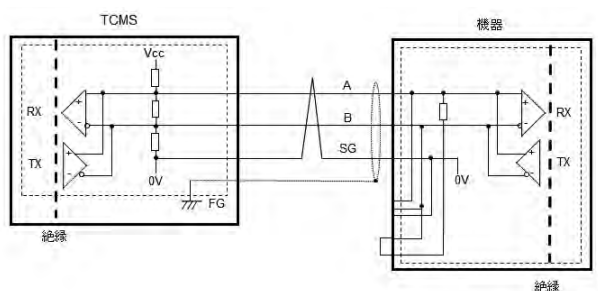 TCMS
機器
Vcc
RX
TX
0V
FG
絶縁
A
B
SG
0V
RX
TX
絶縁
+
-
+
-
+
-
+
-